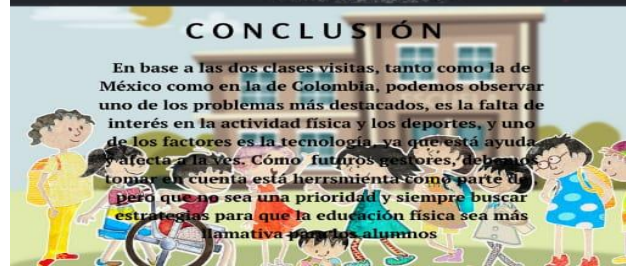 CONCLUSIÓN
En base a las dos clases visitas, tanto como la de
México como en la de Colombia, podemos observar
uno de los problemas más destacados, es la falta de
interés en la actividad física y los deportes, y uno
de los factores es la tecnología, ya que está ayuda
y afecta a la ves. Cómo futuros gestores, debemos
tomar en cuenta está herrsmienta como parte de,
pero que no sea una prioridad y siempre buscar
estrategias para que la educación física sea más
llamativa para los alumnos